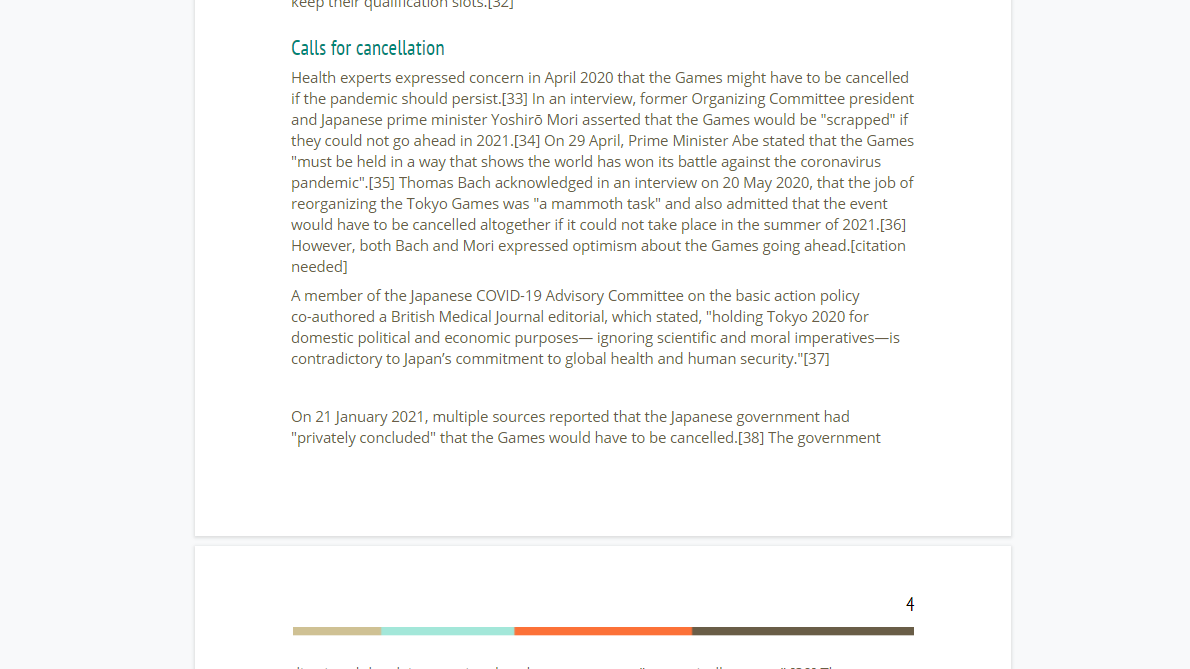 keep their qualification slots.[32]
Calls for cancellation
Health experts expressed concern in April 2020 that the Games might have to be cancelled
if the pandemic should persist.[33] In an interview, former Organizing Committee president
and Japanese prime minister Yoshirō Mori asserted that the Games would be "scrapped" if
they could not go ahead in 2021.[34] On 29 April, Prime Minister Abe stated that the Games
"must be held in a way that shows the world has won its battle against the coronavirus
pandemic".[35] Thomas Bach acknowledged in an interview on 20 May 2020, that the job of
reorganizing the Tokyo Games was "a mammoth task" and also admitted that the event
would have to be cancelled altogether if it could not take place in the summer of 2021.[36]
However, both Bach and Mori expressed optimism about the Games going ahead.[citation
needed]
A member of the Japanese COVID-19 Advisory Committee on the basic action policy
co-authored a British Medical Journal editorial, which stated, "holding Tokyo 2020 for
domestic political and economic purposes— ignoring scientific and moral imperatives—is
contradictory to Japan’s commitment to global health and human security."[37]
On 21 January 2021, multiple sources reported that the Japanese government had
"privately concluded" that the Games would have to be cancelled.[38] The government
4